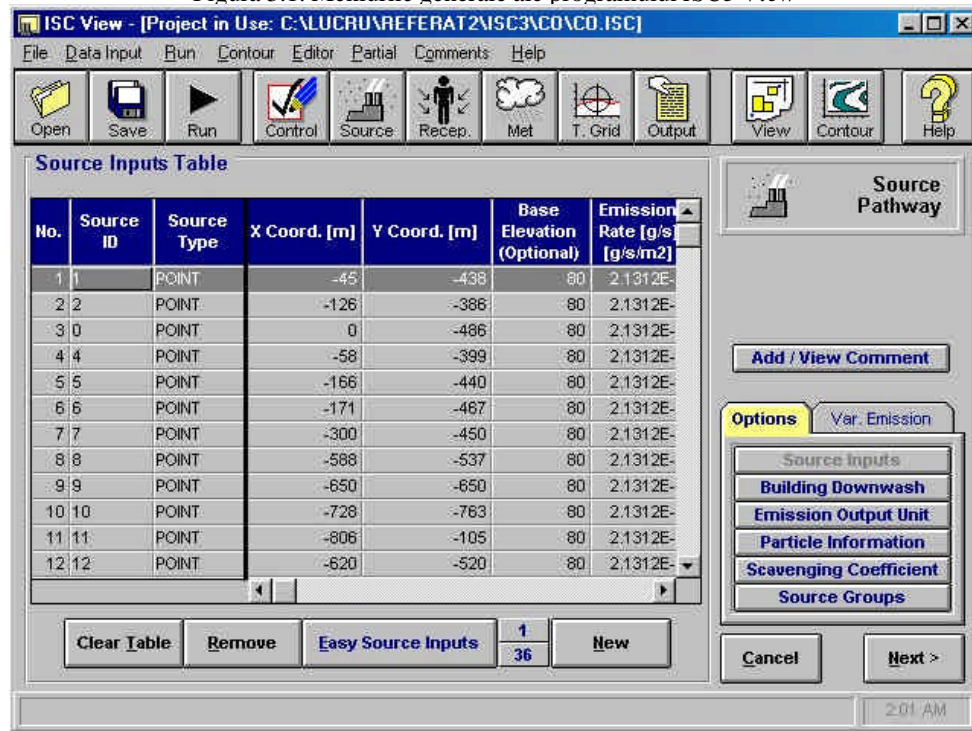 ISC View - [Project in Use: C:\LUCRU\REFERAT2\ISC3\CO\CO.ISC]
File Data Input Run Contour Editor Partial Comments Help
Open Save Run Control Source Recep. Met T. Grid Output View Contour Help
Source Inputs Table
No. Source ID Source Type X Coord. [m] Y Coord. [m] Base Elevation (Optional) Emission Rate [g/s] [g/s/m2]
1 1 POINT -45 -438 80 2.1312E-
2 2 POINT -126 -386 80 2.1312E-
3 0 POINT 0 -486 80 2.1312E-
4 4 POINT -58 -399 80 2.1312E-
5 5 POINT -166 -440 80 2.1312E-
6 6 POINT -171 -467 80 2.1312E-
7 7 POINT -300 -450 80 2.1312E-
8 8 POINT -588 -537 80 2.1312E-
9 9 POINT -650 -650 80 2.1312E-
10 10 POINT -728 -763 80 2.1312E-
11 11 POINT -806 -105 80 2.1312E-
12 12 POINT -620 -520 80 2.1312E-
Clear Table Remove Easy Source Inputs 1 36 New
Source Pathway
Add / View Comment
Options Var. Emission
Source Inputs
Building Downwash
Emission Output Unit
Particle Information
Scavenging Coefficient
Source Groups
Cancel Next >
2:01 AM